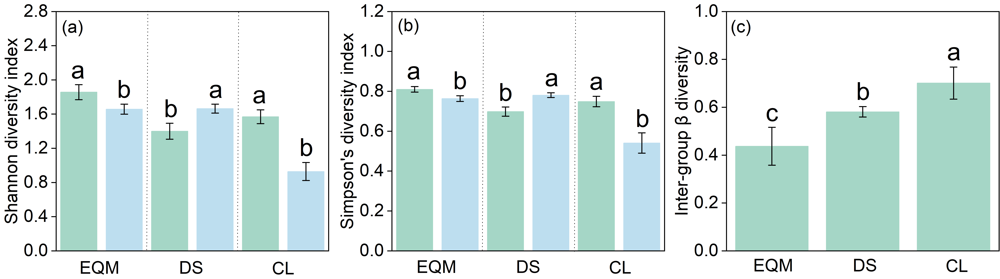 (a)
Shannon diversity index
2.8
2.4
2.0
1.6
1.2
0.8
0.4
0.0
a
b
b
a
a
b
EQM
DS
CL
(b)
Simpson's diversity index
1.2
1.0
0.8
0.6
0.4
0.2
0.0
a
b
b
a
a
b
EQM
DS
CL
(c)
Inter-group β diversity
1.0
0.8
0.6
0.4
0.2
0.0
c
b
a
EQM
DS
CL